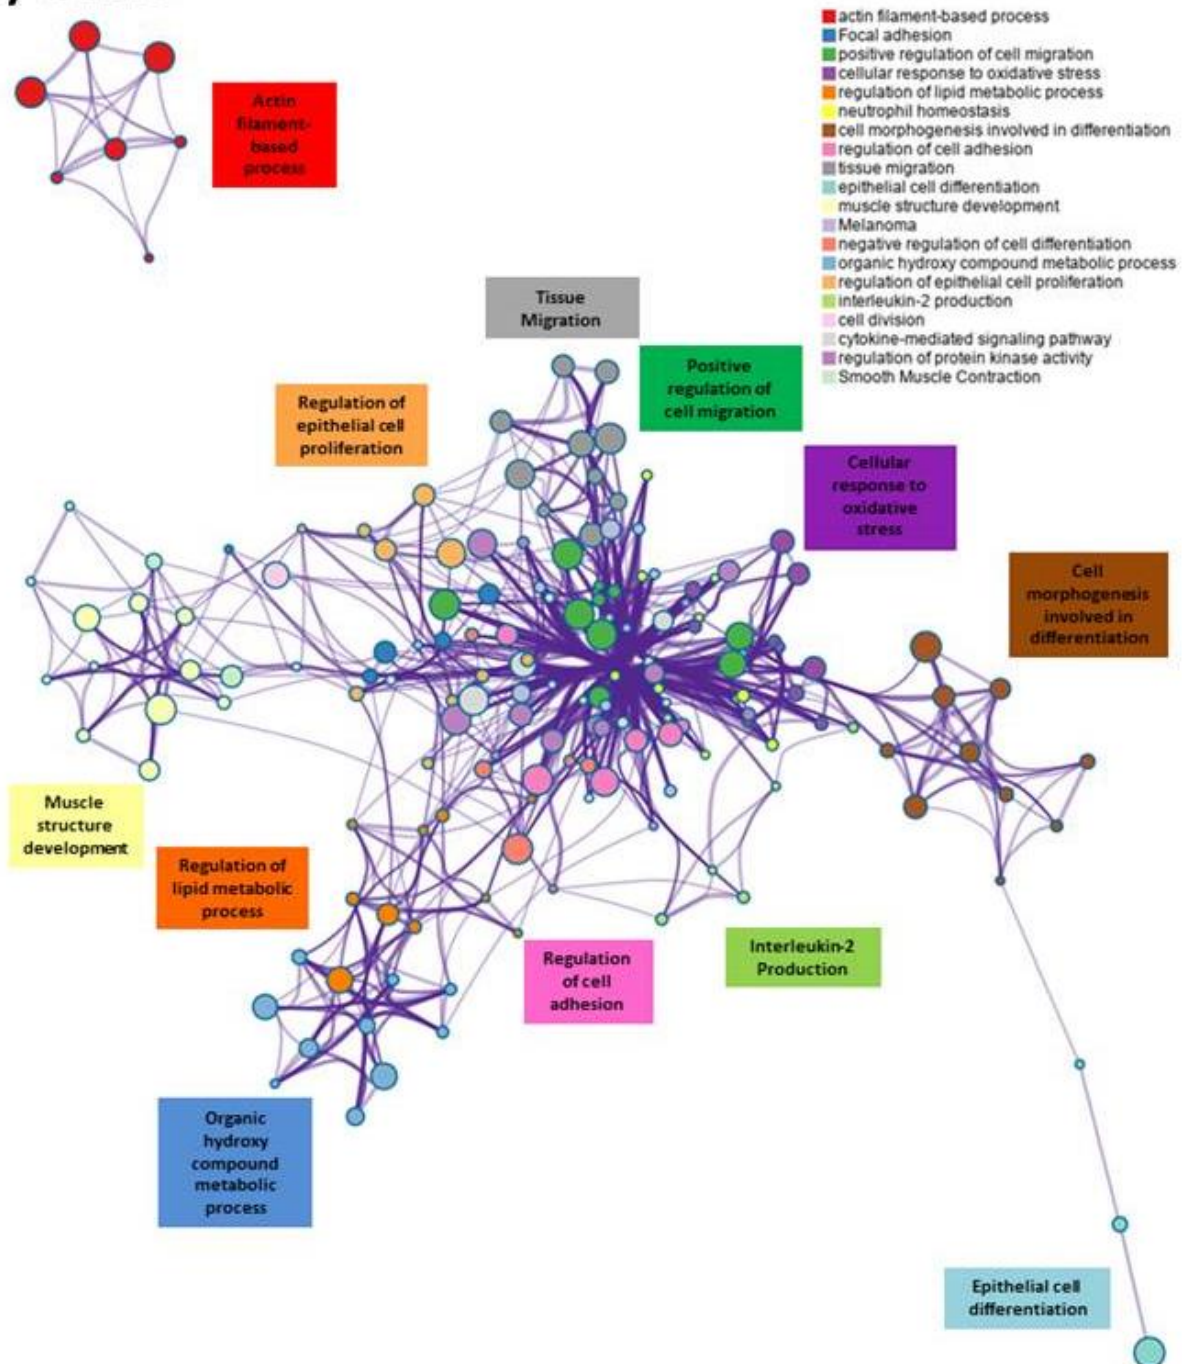 actin filament-based process
Focal adhesion
positive regulation of cell migration
cellular response to oxidative stress
regulation of lipid metabolic process
neutrophil homeostasis
cell morphogenesis involved in differentiation
regulation of cell adhesion
tissue migration
epithelial cell differentiation
muscle structure development
Melanoma
negative regulation of cell differentiation
organic hydroxy compound metabolic process
regulation of epithelial cell proliferation
interleukin-2 production
cell division
cytokine-mediated signaling pathway
regulation of protein kinase activity
Smooth Muscle Contraction
Actin
filament-
based
process
Tissue
Migration
Positive
regulation of
cell migration
Regulation of
epithelial cell
proliferation
Cellular
response to
oxidative
stress
Cell
morphogenesis
involved in
differentiation
Muscle
structure
development
Regulation of
lipid metabolic
process
Regulation
of cell
adhesion
Interleukin-2
Production
Organic
hydroxy
compound
metabolic
process
Epithelial cell
differentiation